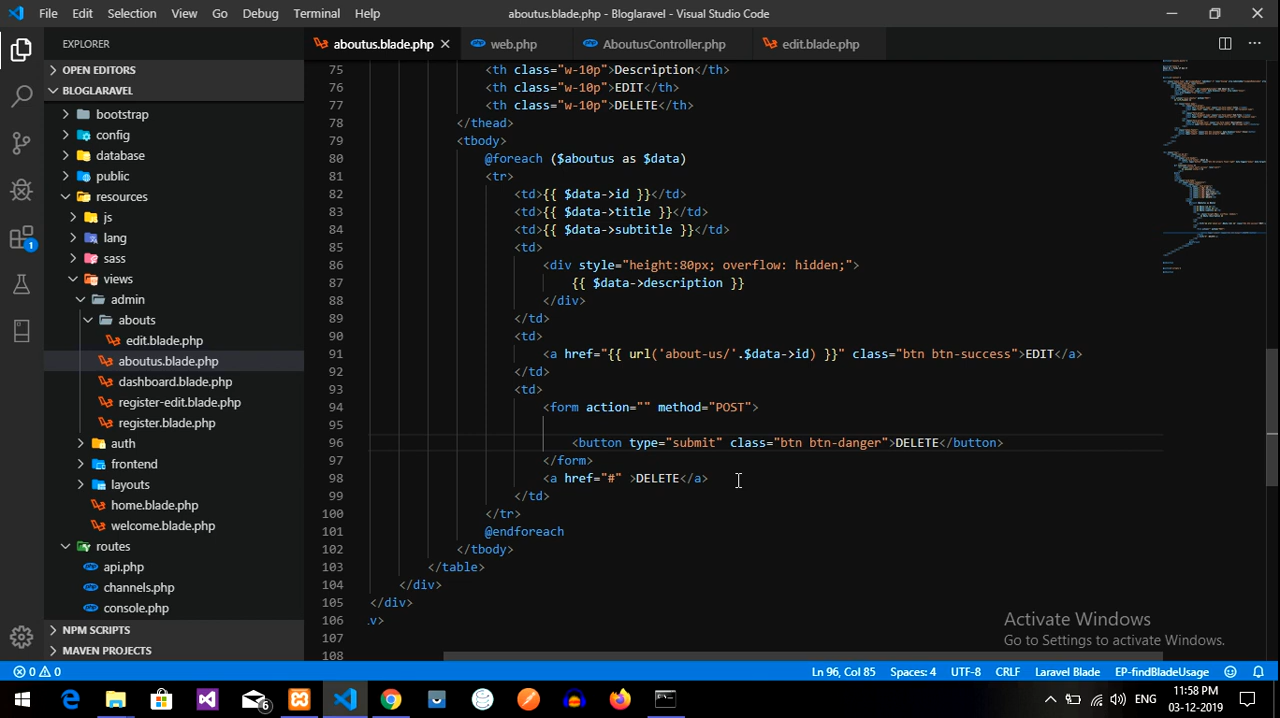 File Edit Selection View Go Debug Terminal Help aboutus.blade.php - Bloglaravel - Visual Studio Code
EXPLORER
aboutus.blade.php web.php AboutusController.php edit.blade.php
OPEN EDITORS
BLOGLARAVEL
bootstrap
config
database
public
resources
js
lang
sass
views
admin
abouts
edit.blade.php
aboutus.blade.php
dashboard.blade.php
register-edit.blade.php
register.blade.php
auth
frontend
layouts
home.blade.php
welcome.blade.php
routes
api.php
channels.php
console.php
NPM SCRIPTS
MAVEN PROJECTS
1
75 <th class="w-10p">Description</th>
76 <th class="w-10p">EDIT</th>
77 <th class="w-10p">DELETE</th>
78 </thead>
79 <tbody>
80 @foreach ($aboutus as $data)
81 <tr>
82 <td>{{ $data->id }}</td>
83 <td>{{ $data->title }}</td>
84 <td>{{ $data->subtitle }}</td>
85 <td>
86 <div style="height:80px; overflow: hidden;">
87 {{ $data->description }}
88 </div>
89 </td>
90 <td>
91 <a href="{{ url('about-us/'.$data->id) }}" class="btn btn-success">EDIT</a>
92 </td>
93 <td>
94 <form action="" method="POST">
95
96 <button type="submit" class="btn btn-danger">DELETE</button>
97 </form>
98 <a href="#" >DELETE</a>
99 </td>
100 </tr>
101 @endforeach
102 </tbody>
103 </table>
104 </div>
105 </div>
106 v>
107
108
Activate Windows
Go to Settings to activate Windows.
0 0 Ln 96, Col 85 Spaces: 4 UTF-8 CRLF Laravel Blade EP-findBladeUsage
6 ENG 11:58 PM
03-12-2019